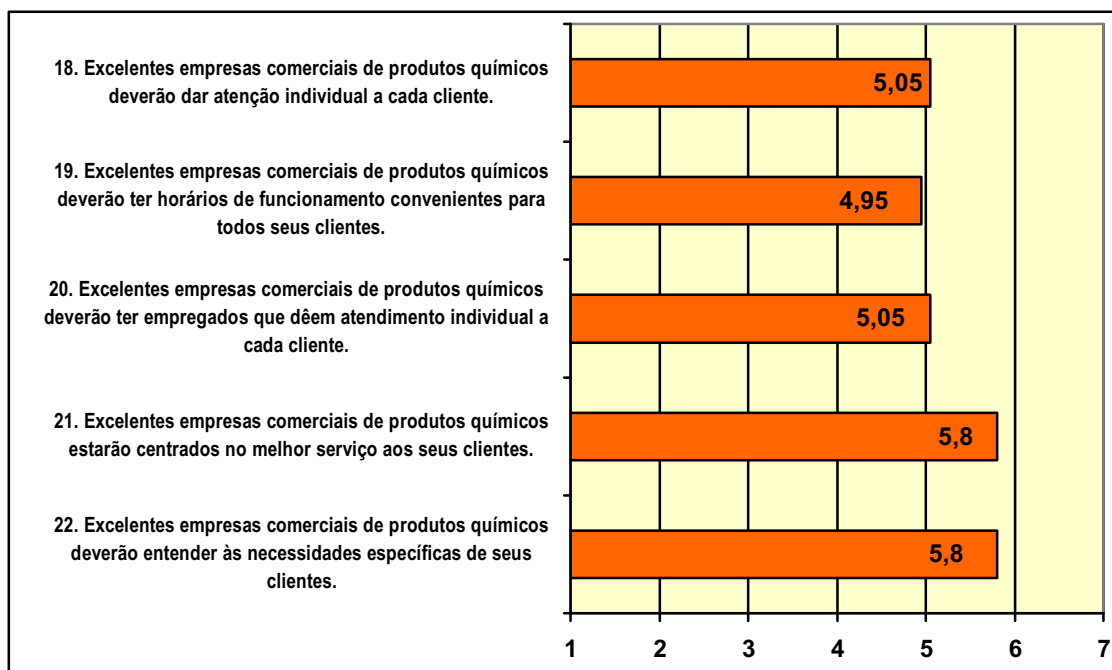 18. Excelentes empresas comerciais de produtos químicos
deverão dar atenção individual a cada cliente.
5,05
19. Excelentes empresas comerciais de produtos químicos
deverão ter horários de funcionamento convenientes para
todos seus clientes.
4,95
20. Excelentes empresas comerciais de produtos químicos
deverão ter empregados que dêem atendimento individual a
cada cliente.
5,05
21. Excelentes empresas comerciais de produtos químicos
estarão centrados no melhor serviço aos seus clientes.
5,8
22. Excelentes empresas comerciais de produtos químicos
deverão entender às necessidades específicas de seus
clientes.
5,8
1 2 3 4 5 6 7